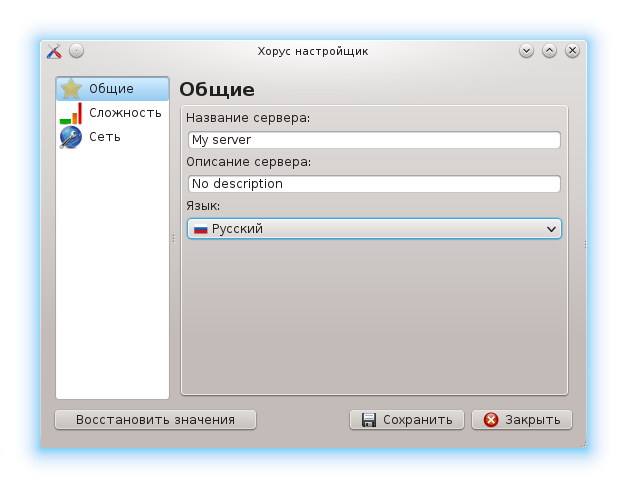 Хорус настройщик
Общие
Сложность
Сеть
Общие
Название сервера:
My server
Описание сервера:
No description
Язык:
Русский
Восстановить значения
Сохранить
Закрыть